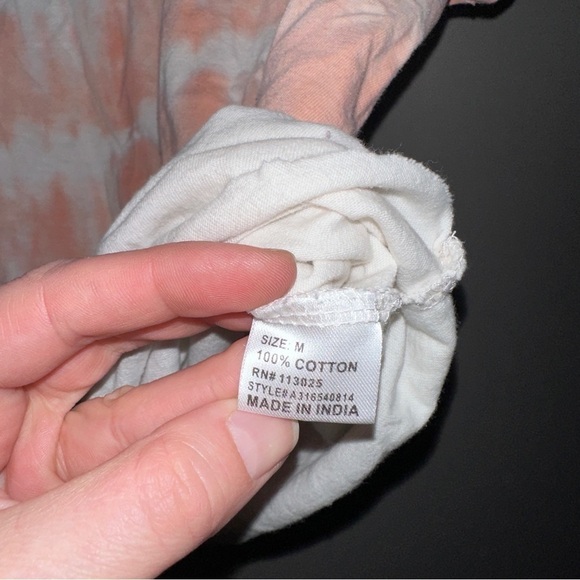 SIZE: M
100% COTTON
RN# 113025
STYLE# A316540814
MADE IN INDIA